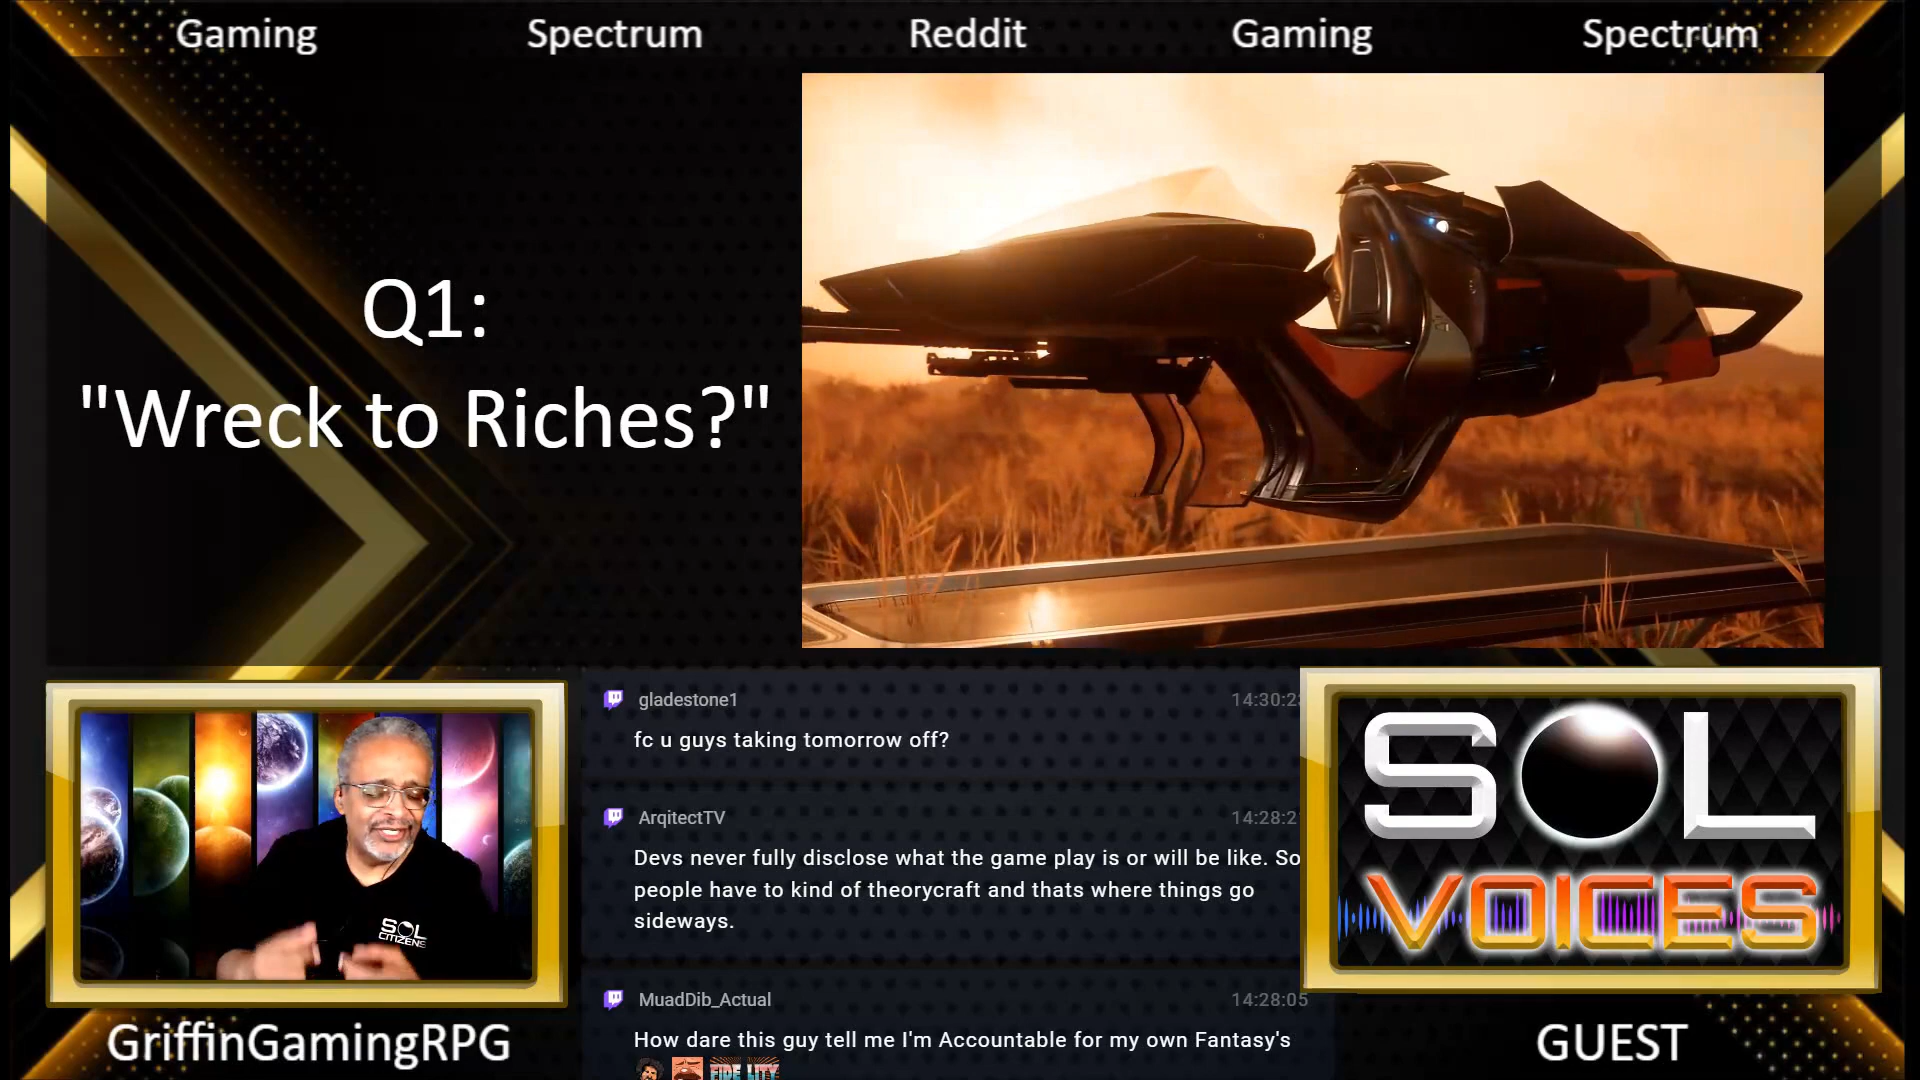 Gaming Spectrum Reddit Gaming Spectrum
Q1:
"Wreck to Riches?"
gladestone1
fc u guys taking tomorrow off?
ArqitectTV
Devs never fully disclose what the game play is or will be like. So
people have to kind of theorycraft and thats where things go
sideways.
MuadDib_Actual 14:28:05
How dare this guy tell me I'm Accountable for my own Fantasy's
FIDELITY
SOL
CITIZENS
GriffinGamingRPG
SOL
VOICES
GUEST